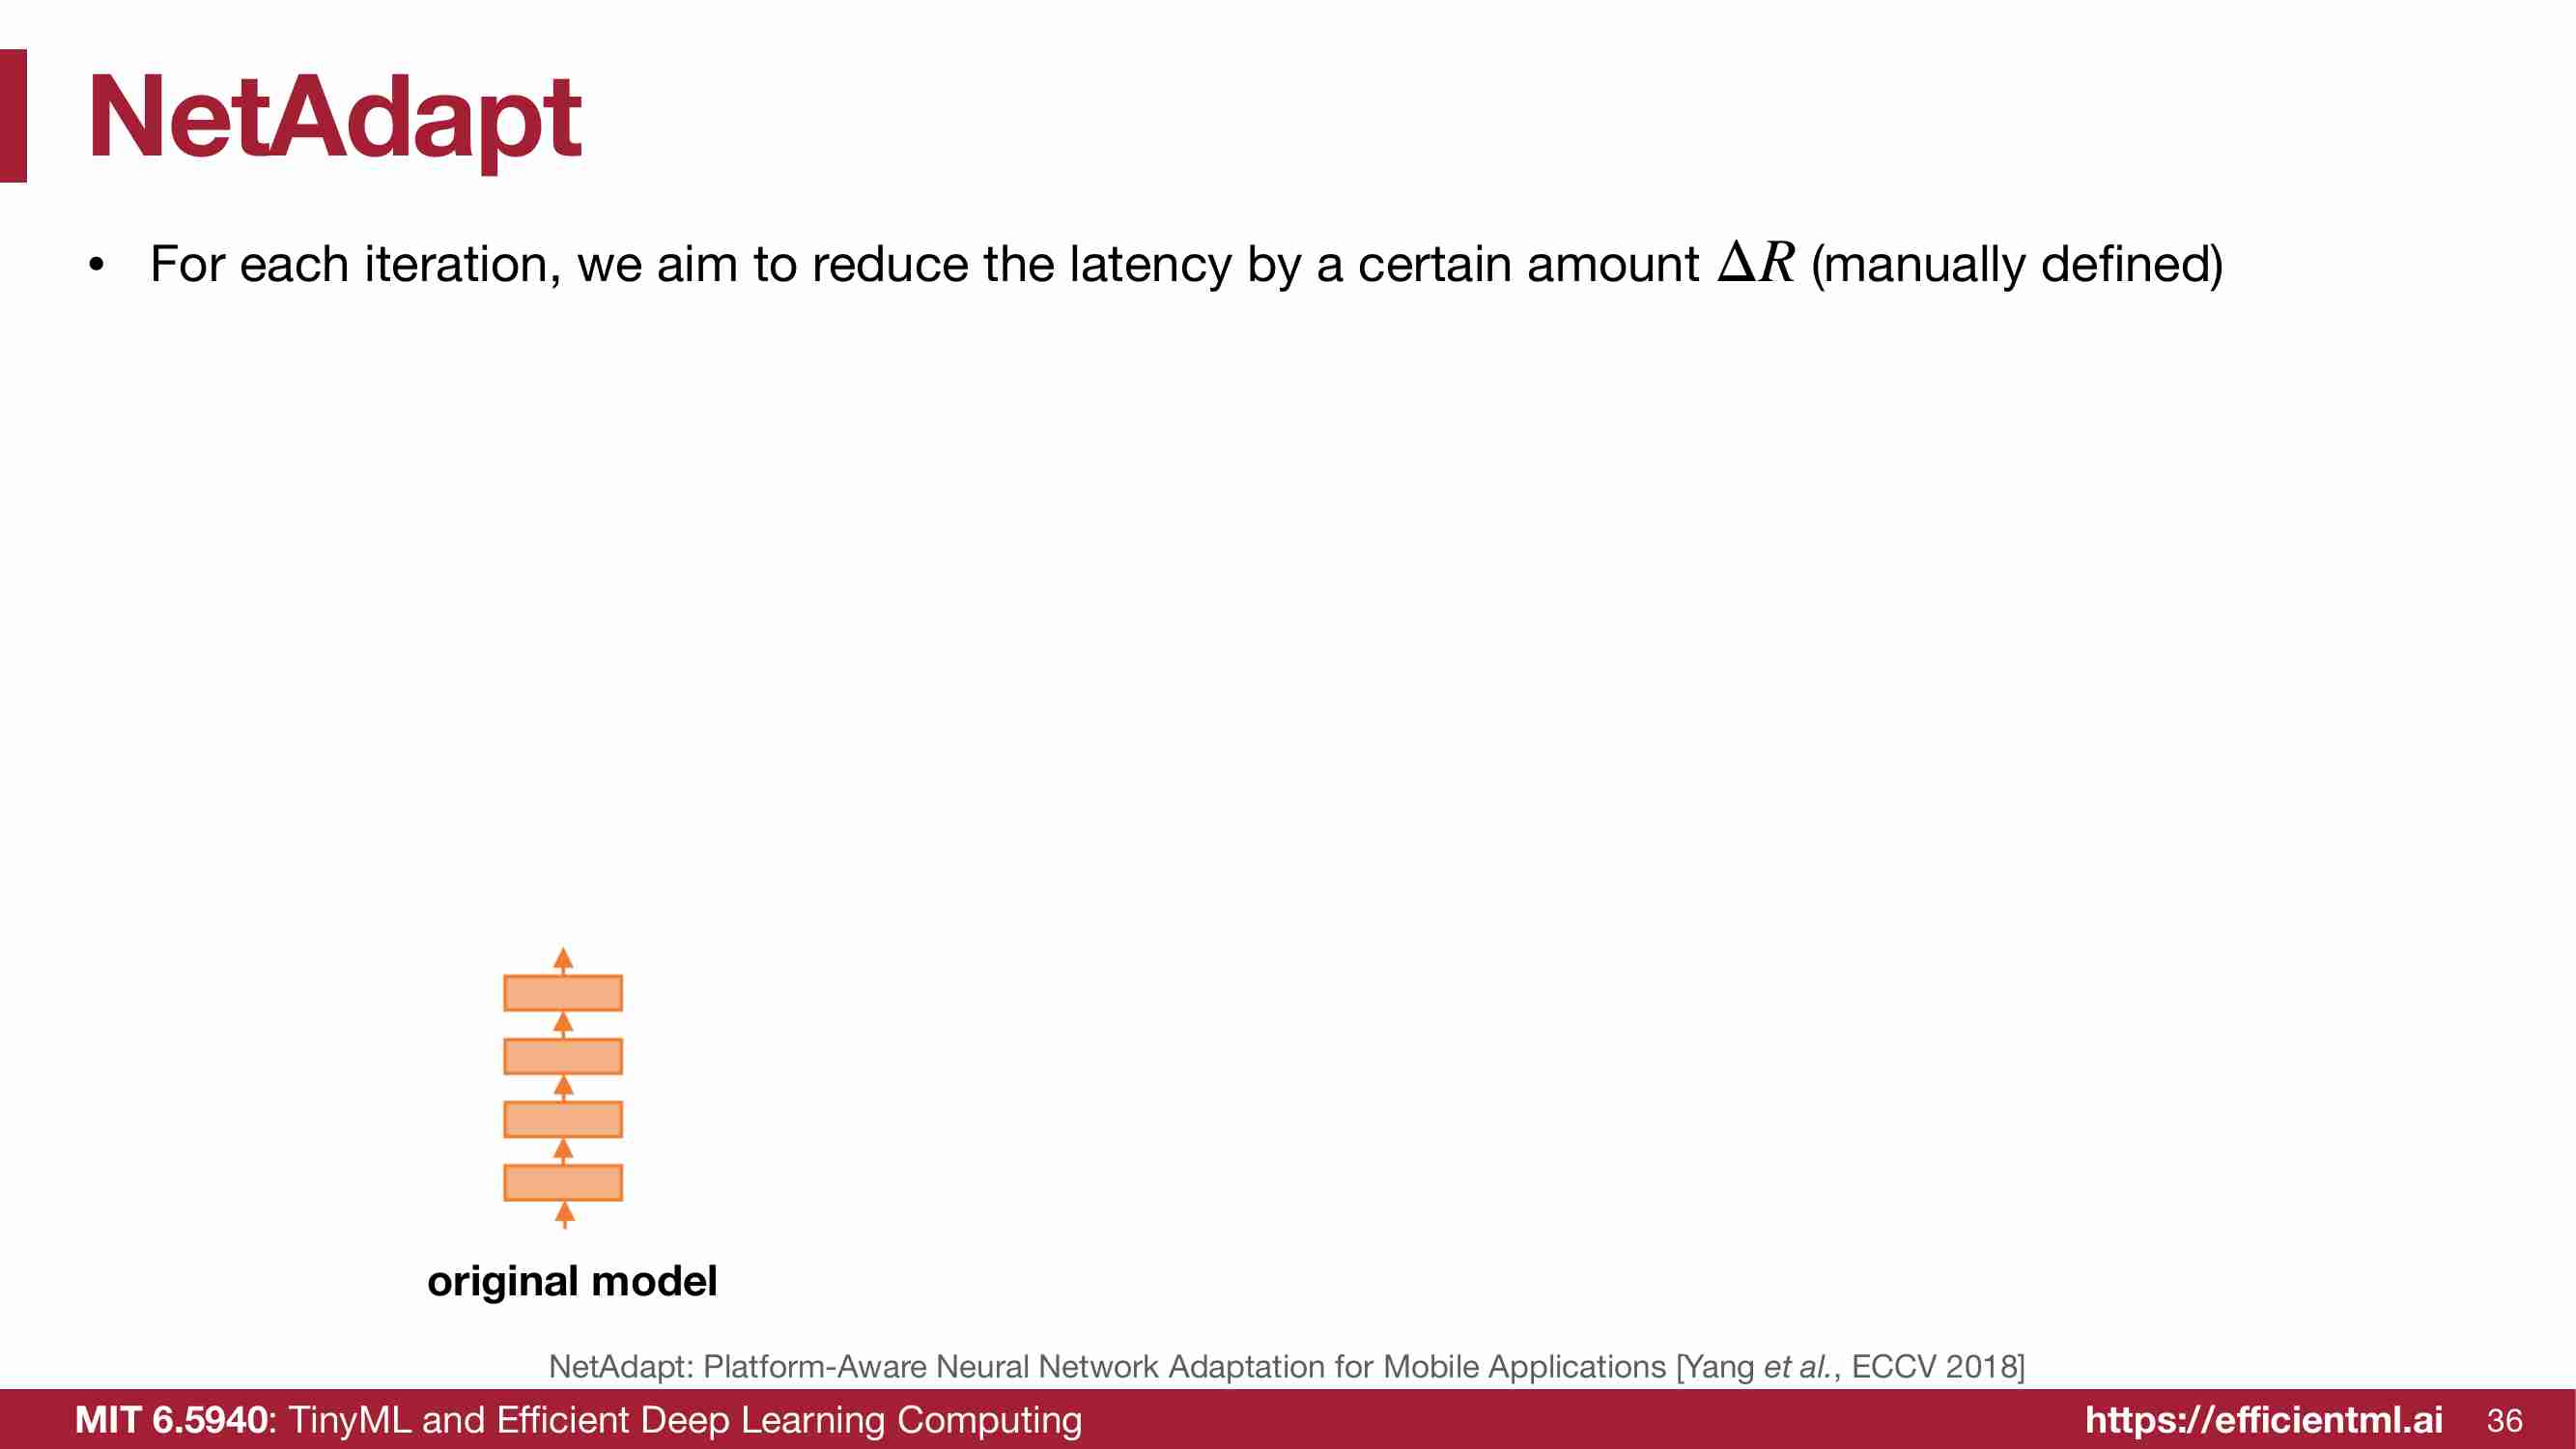 NetAdapt
• For each iteration, we aim to reduce the latency by a certain amount ΔR (manually defined)
original model
NetAdapt: Platform-Aware Neural Network Adaptation for Mobile Applications [Yang et al., ECCV 2018]
MIT 6.5940: TinyML and Efficient Deep Learning Computing
https://efficientml.ai 36